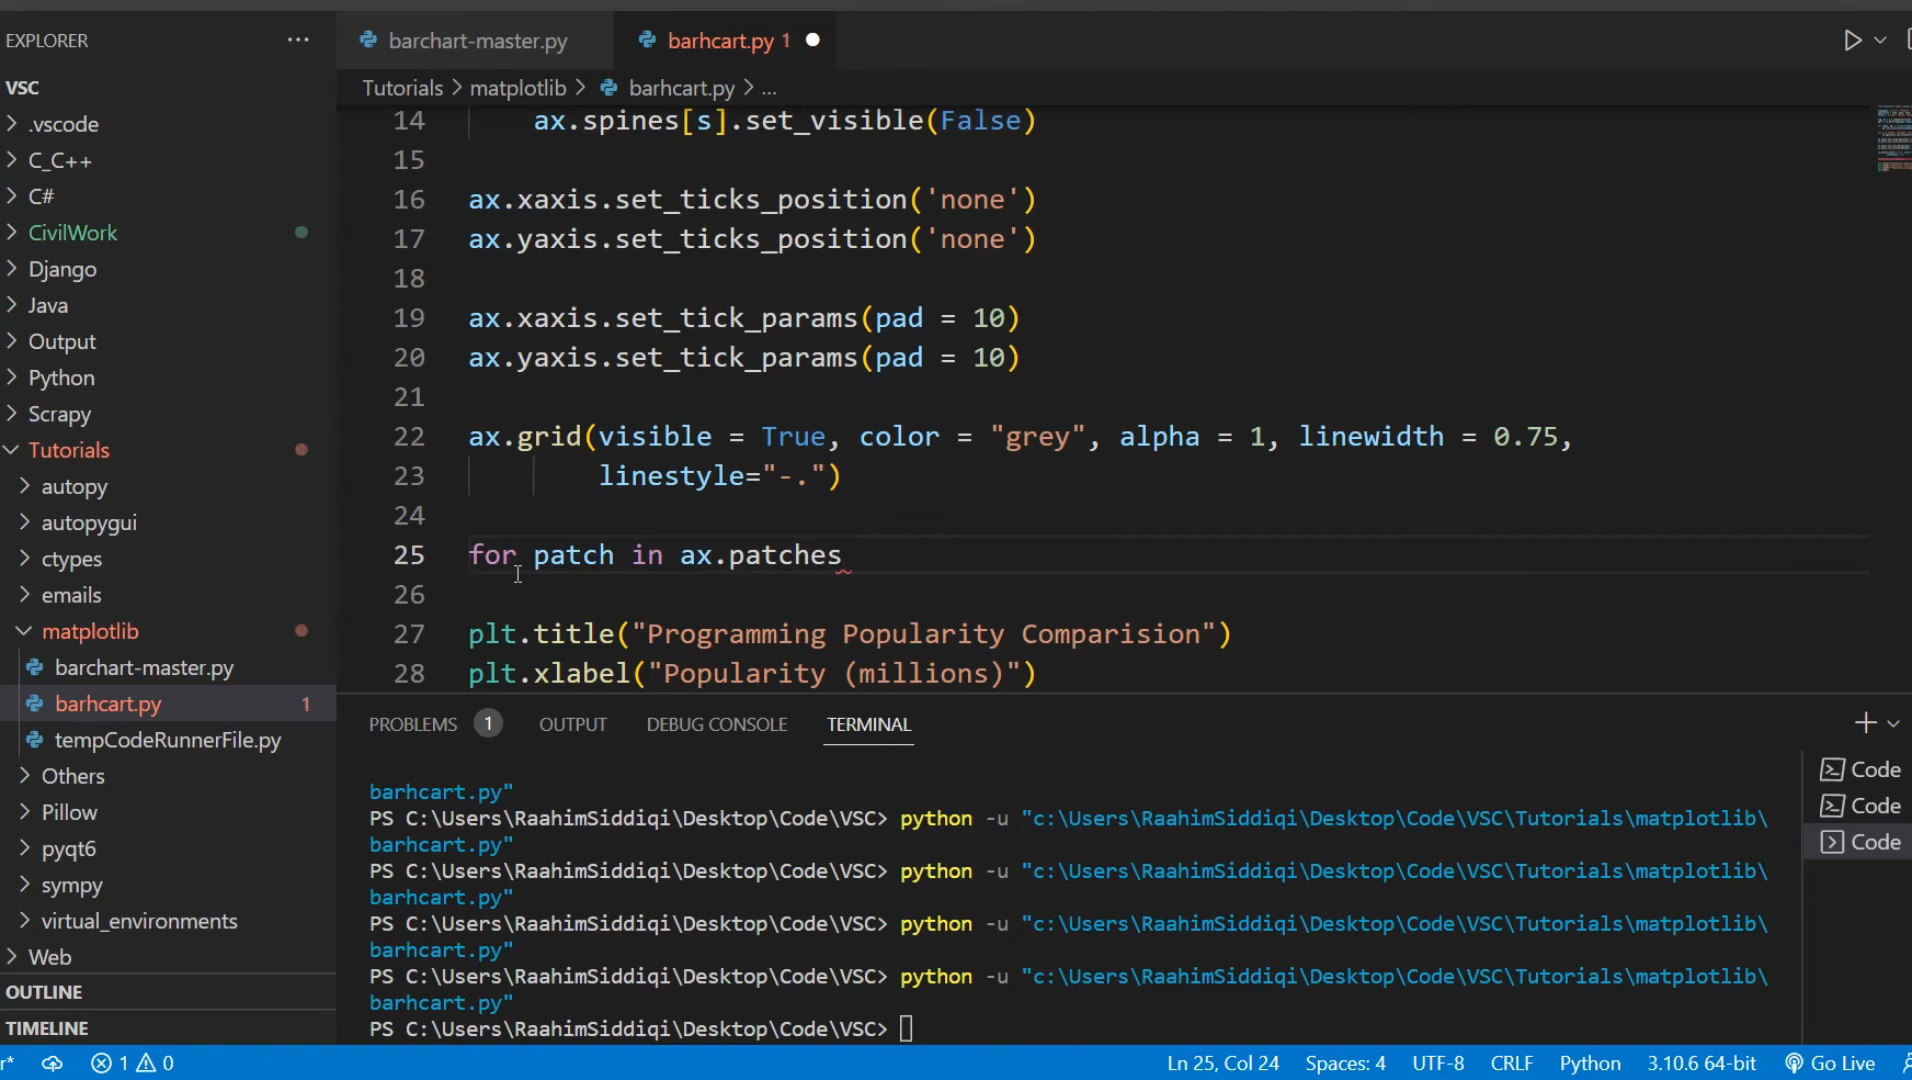 EXPLORER ···
VSC
.vscode
C_C++
C#
CivilWork
Django
Java
Output
Python
Scrapy
Tutorials
autopy
autopygui
ctypes
emails
matplotlib
barchart-master.py
barhcart.py 1
tempCodeRunnerFile.py
Others
Pillow
pyqt6
sympy
virtual_environments
Web
OUTLINE
TIMELINE
barchart-master.py
barhcart.py 1
Tutorials > matplotlib > barhcart.py > ...
14 ax.spines[s].set_visible(False)
15
16 ax.xaxis.set_ticks_position('none')
17 ax.yaxis.set_ticks_position('none')
18
19 ax.xaxis.set_tick_params(pad = 10)
20 ax.yaxis.set_tick_params(pad = 10)
21
22 ax.grid(visible = True, color = "grey", alpha = 1, linewidth = 0.75,
23 linestyle="-.")
24
25 for patch in ax.patches
26
27 plt.title("Programming Popularity Comparision")
28 plt.xlabel("Popularity (millions)")
PROBLEMS 1 OUTPUT DEBUG CONSOLE TERMINAL
barhcart.py"
PS C:\Users\RaahimSiddiqi\Desktop\Code\VSC> python -u "c:\Users\RaahimSiddiqi\Desktop\Code\VSC\Tutorials\matplotlib\
barhcart.py"
PS C:\Users\RaahimSiddiqi\Desktop\Code\VSC> python -u "c:\Users\RaahimSiddiqi\Desktop\Code\VSC\Tutorials\matplotlib\
barhcart.py"
PS C:\Users\RaahimSiddiqi\Desktop\Code\VSC> python -u "c:\Users\RaahimSiddiqi\Desktop\Code\VSC\Tutorials\matplotlib\
barhcart.py"
PS C:\Users\RaahimSiddiqi\Desktop\Code\VSC> python -u "c:\Users\RaahimSiddiqi\Desktop\Code\VSC\Tutorials\matplotlib\
barhcart.py"
PS C:\Users\RaahimSiddiqi\Desktop\Code\VSC>
Code
Code
Code
r* 1 0 Ln 25, Col 24 Spaces: 4 UTF-8 CRLF Python 3.10.6 64-bit Go Live